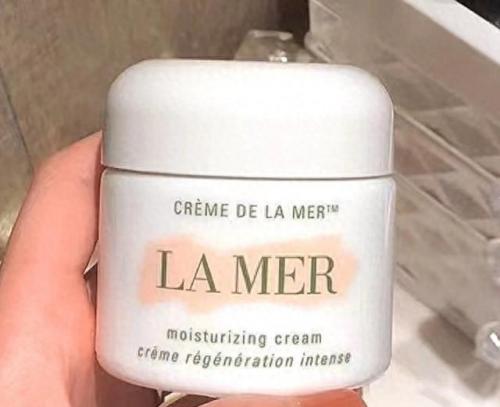 CRÈME DE LA MER™
LA MER
moisturizing cream
crème régénération intense